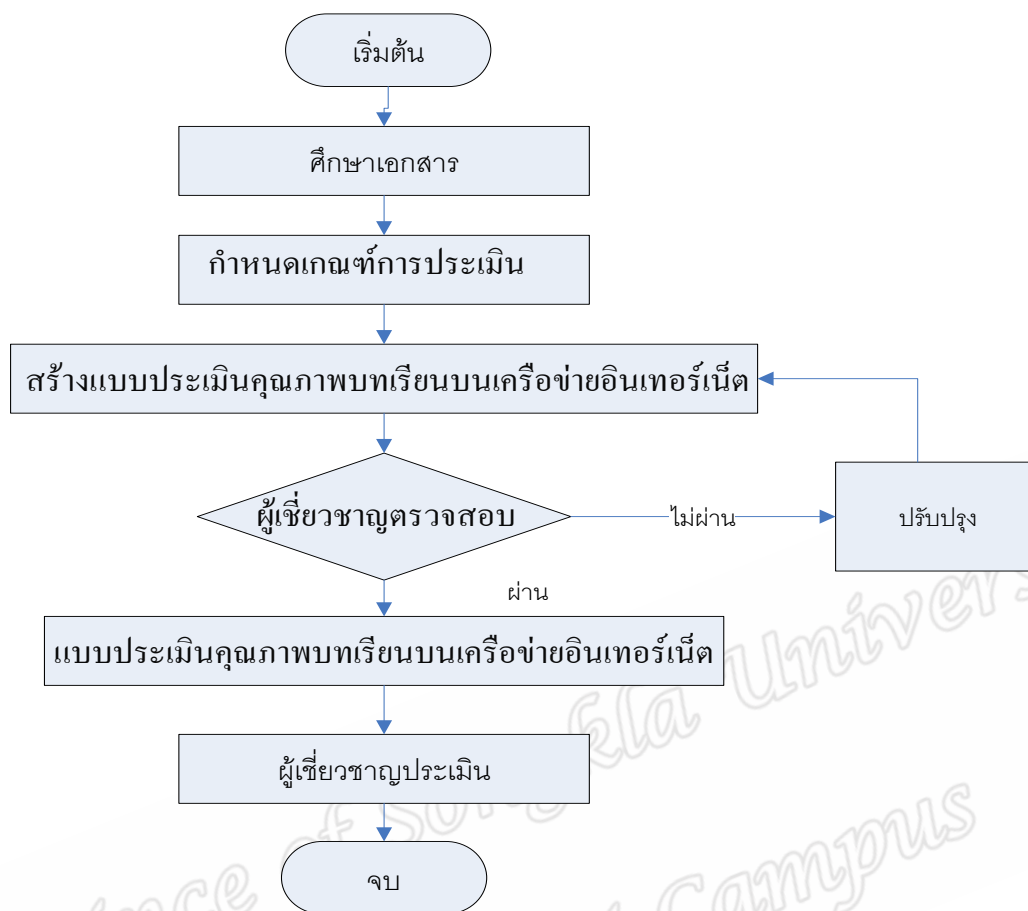 เริ่มต้น
ศึกษาเอกสาร
กำหนดเกณฑ์การประเมิน
สร้างแบบประเมินคุณภาพบทเรียนบนเครือข่ายอินเทอร์เน็ต
ผู้เชี่ยวชาญตรวจสอบ
ไม่ผ่าน
ปรับปรุง
ผ่าน
แบบประเมินคุณภาพบทเรียนบนเครือข่ายอินเทอร์เน็ต
ผู้เชี่ยวชาญประเมิน
จบ